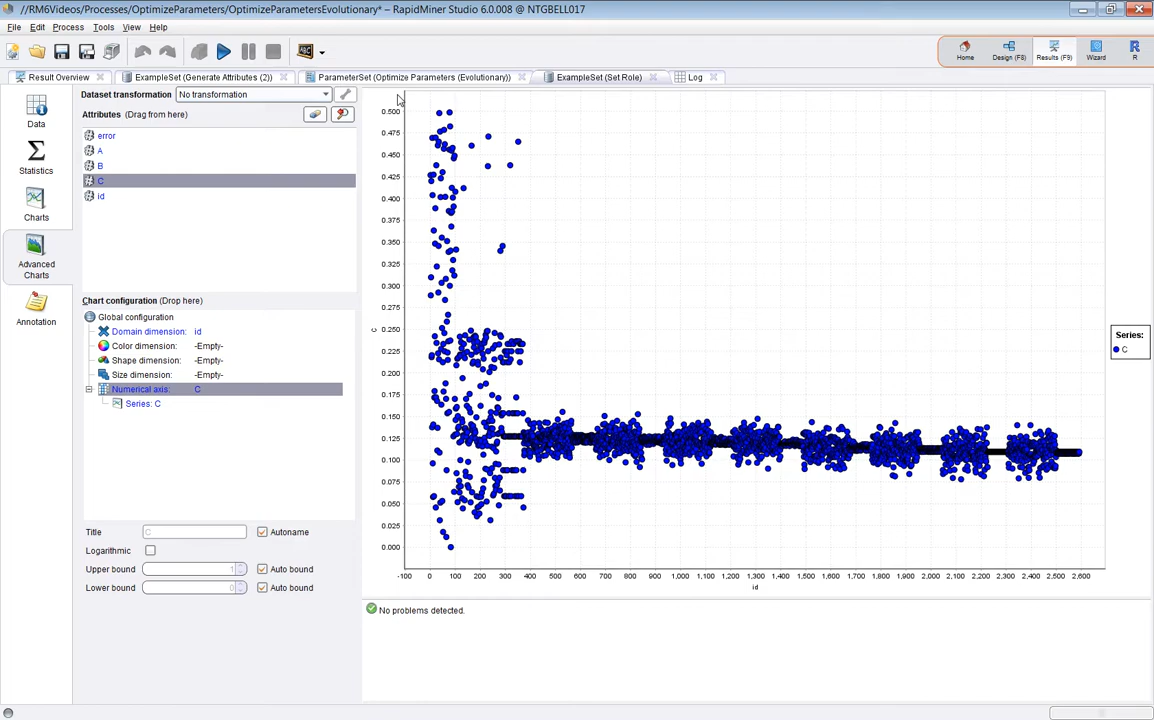 //RM6Videos/Processes/OptimizeParameters/OptimizeParametersEvolutionary* – RapidMiner Studio 6.0.008 @ NTGBELL017
File Edit Process Tools View Help
Home Design (F8) Results (F9) Wizard R
Result Overview ExampleSet (Generate Attributes (2)) ParameterSet (Optimize Parameters (Evolutionary)) ExampleSet (Set Role) Log
Dataset transformation No transformation
Attributes (Drag from here)
error
A
B
C
id
Data
Statistics
Charts
Advanced
Charts
Annotation
Chart configuration (Drop here)
Global configuration
Domain dimension: id
Color dimension: -Empty-
Shape dimension: -Empty-
Size dimension: -Empty-
Numerical axis: C
Series: C
Title C Autoname
Logarithmic
Upper bound 1 Auto bound
Lower bound 0 Auto bound
0.500
0.475
0.450
0.425
0.400
0.375
0.350
0.325
0.300
0.275
0.250
0.225
0.200
0.175
0.150
0.125
0.100
0.075
0.050
0.025
0.000
C
-100 0 100 200 300 400 500 600 700 800 900 1,000 1,100 1,200 1,300 1,400 1,500 1,600 1,700 1,800 1,900 2,000 2,100 2,200 2,300 2,400 2,500 2,600
id
Series:
C
No problems detected.